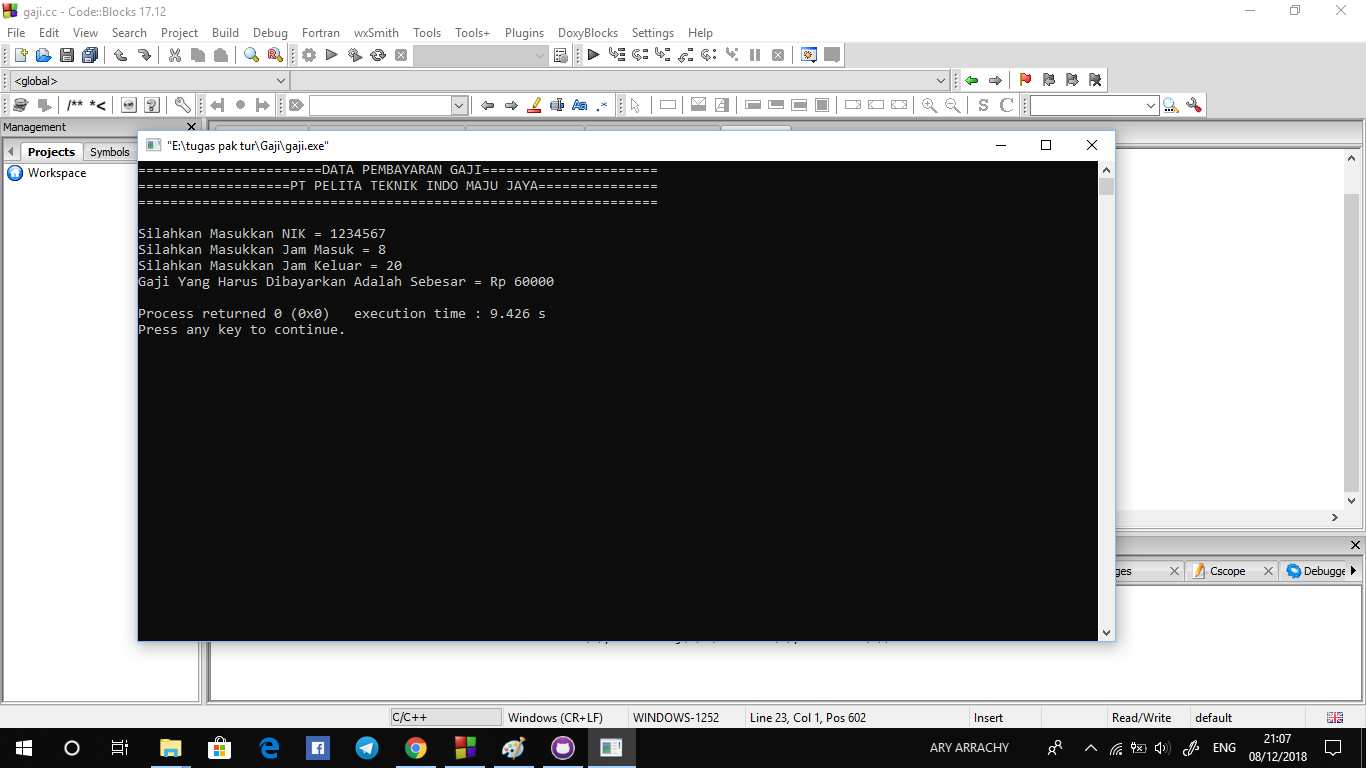 gaji.cc - Code::Blocks 17.12
File Edit View Search Project Build Debug Fortran wxSmith Tools Tools+ Plugins DoxyBlocks Settings Help
<global>
/** *<
S C
Management
Projects Symbols
Workspace
"E:\tugas pak tur\Gaji\gaji.exe"
=======================DATA PEMBAYARAN GAJI======================
===================PT PELITA TEKNIK INDO MAJU JAYA===============
=================================================================
Silahkan Masukkan NIK = 1234567
Silahkan Masukkan Jam Masuk = 8
Silahkan Masukkan Jam Keluar = 20
Gaji Yang Harus Dibayarkan Adalah Sebesar = Rp 60000
Process returned 0 (0x0)   execution time : 9.426 s
Press any key to continue.
ges Cscope Debugge
C/C++ Windows (CR+LF) WINDOWS-1252 Line 23, Col 1, Pos 602 Insert Read/Write default
ARY ARRACHY ENG 21:07
08/12/2018